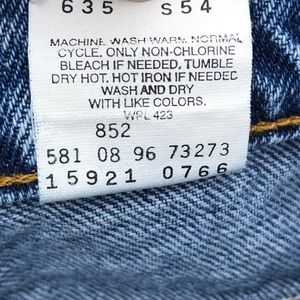 635 S54
MACHINE WASH WARM, NORMAL
CYCLE. ONLY NON-CHLORINE
BLEACH IF NEEDED, TUMBLE
DRY HOT. HOT IRON IF NEEDED
WASH AND DRY
WITH LIKE COLORS.
WPL 423
852
581 08 96 73273
15921 0766